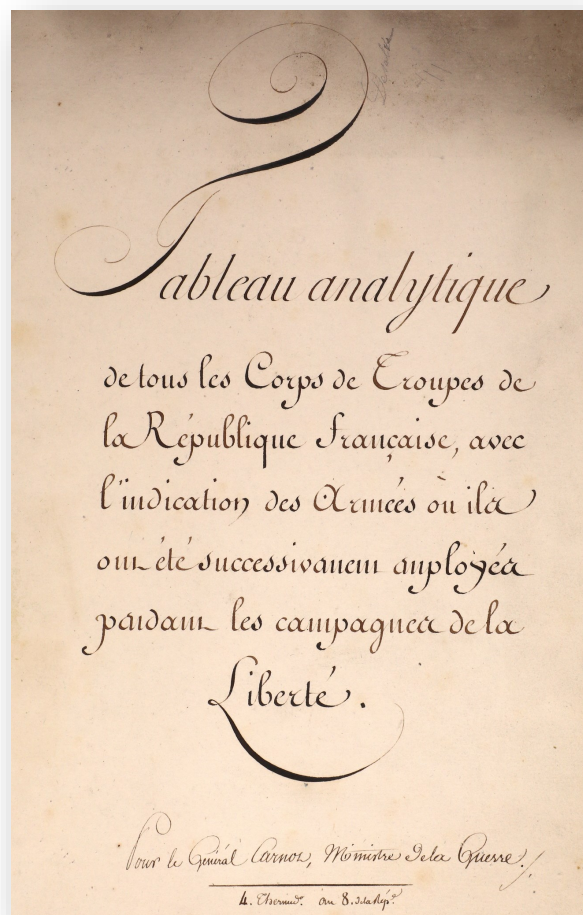 Tableau analytique
de tous les Corps de Troupes de
la République française, avec
l'indication des Armées où ils
ont été successivement employés
pendant les campagnes de la
Liberté.
Pour le Général Carnot, Ministre de la Guerre./.
4. Thermid.r an 8. de la Rép.e